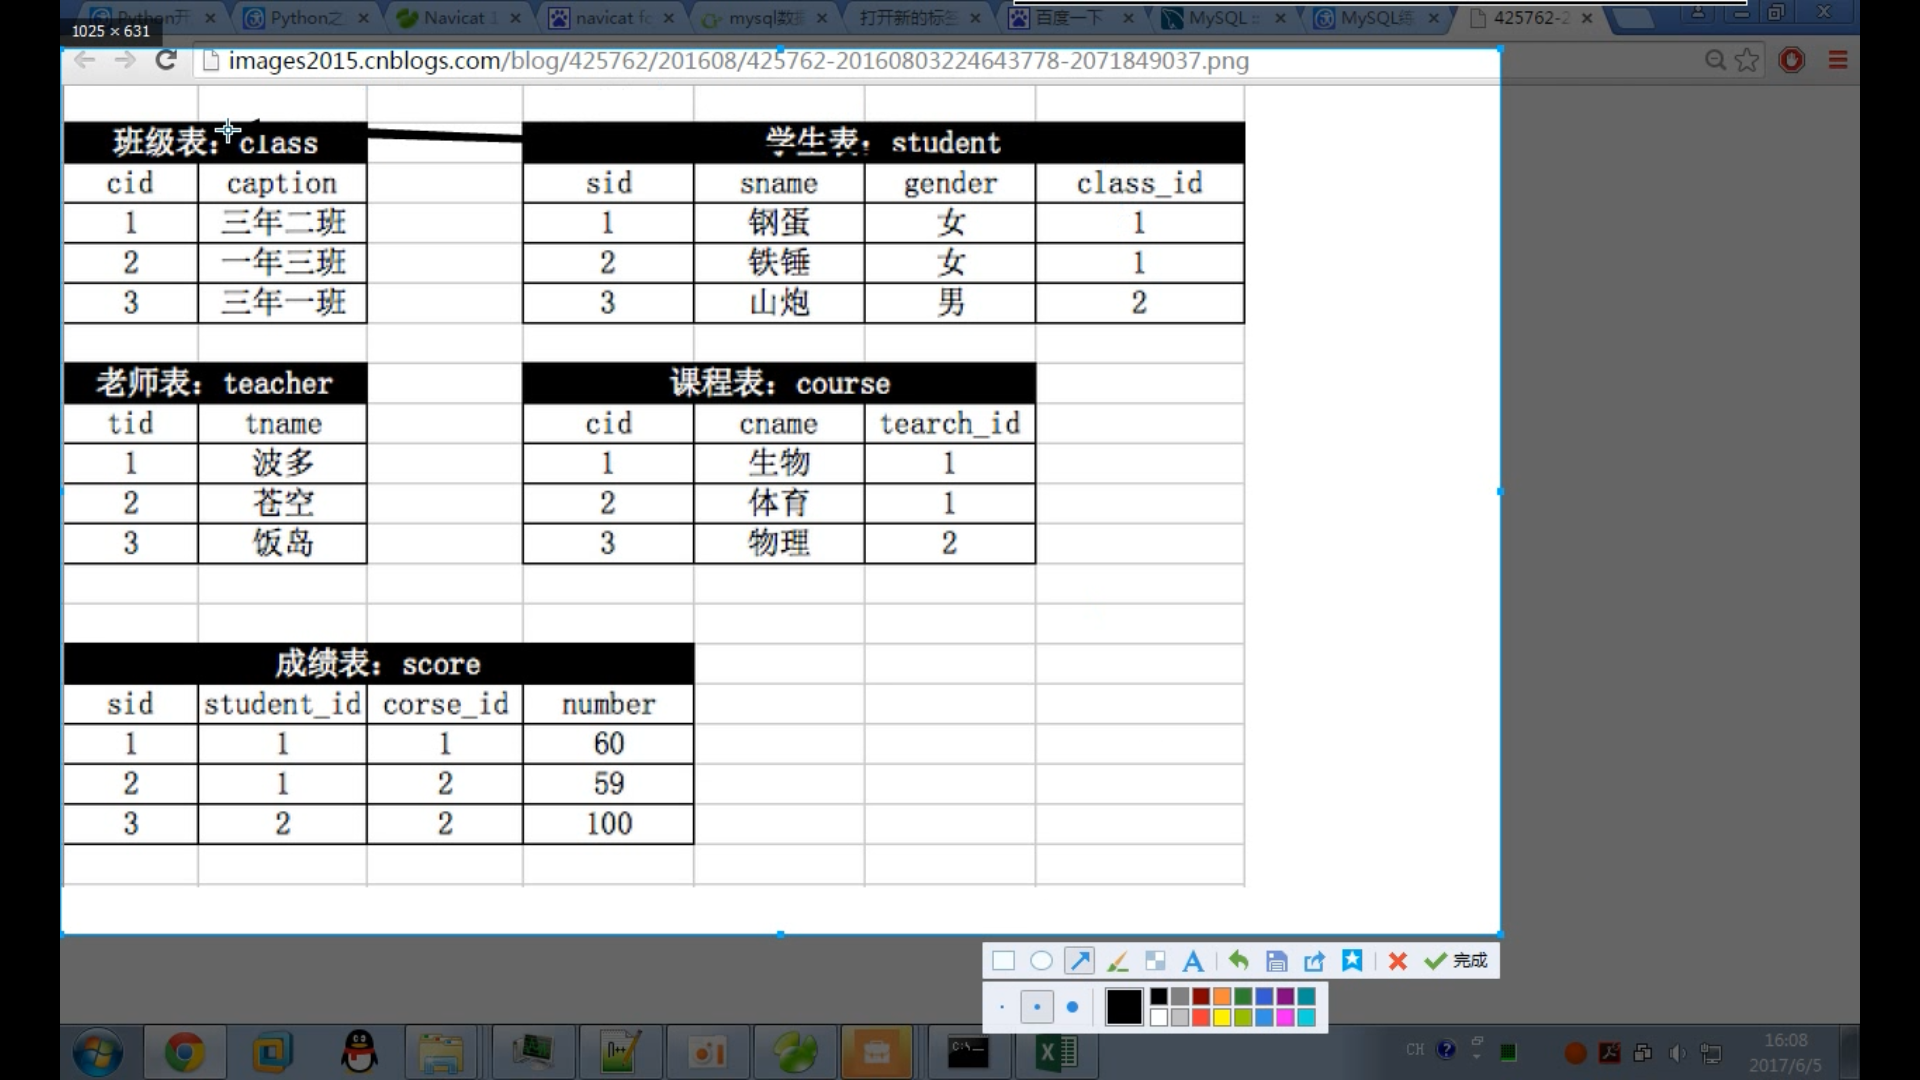 Python开
Python之
Navicat 1
navicat fo
mysql数据
打开新的标签
百度一下
MySQL ::
MySQL练
425762-2
1025 × 631
images2015.cnblogs.com/blog/425762/201608/425762-20160803224643778-2071849037.png
班级表：class
cid caption
1 三年二班
2 一年三班
3 三年一班
学生表：student
sid sname gender class_id
1 钢蛋 女 1
2 铁锤 女 1
3 山炮 男 2
老师表：teacher
tid tname
1 波多
2 苍空
3 饭岛
课程表：course
cid cname tearch_id
1 生物 1
2 体育 1
3 物理 2
成绩表：score
sid student_id corse_id number
1 1 1 60
2 1 2 59
3 2 2 100
A 完成
CH
16:08
2017/6/5